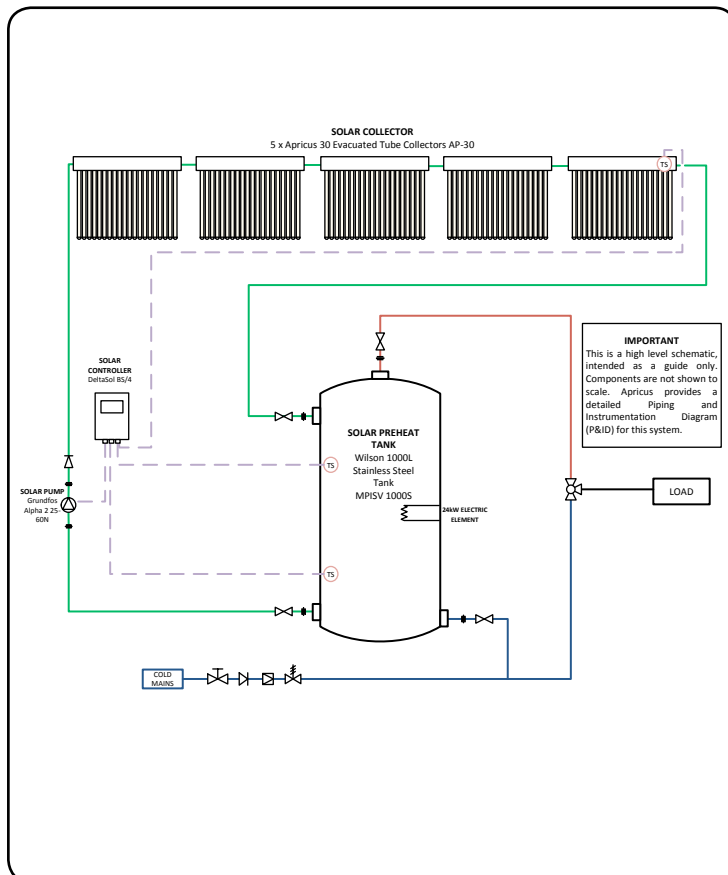 SOLAR COLLECTOR
5 x Apricus 30 Evacuated Tube Collectors AP-30
TS
IMPORTANT
This is a high level schematic,
intended as a guide only.
Components are not shown to
scale. Apricus provides a
detailed Piping and
Instrumentation Diagram
(P&ID) for this system.
SOLAR
CONTROLLER
DeltaSol BS/4
SOLAR PREHEAT
TANK
Wilson 1000L
Stainless Steel
Tank
MPISV 1000S
TS
SOLAR PUMP
Grundfos
Alpha 2 25-
60N
24kW ELECTRIC
ELEMENT
LOAD
TS
COLD
MAINS